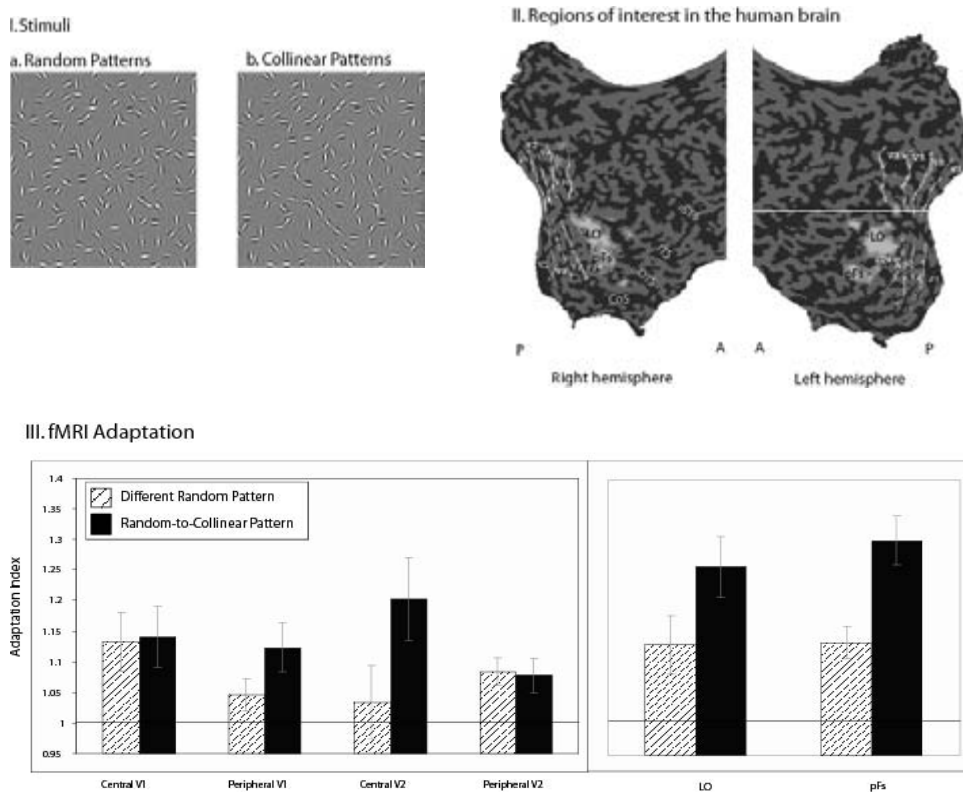 I. Stimuli
a. Random Patterns
b. Collinear Patterns
II. Regions of interest in the human brain
LO
pFs
CoS
LO
pFs
P
A
A
P
Right hemisphere
Left hemisphere
III. fMRI Adaptation
Adaptation Index
1.4
1.35
1.3
1.25
1.2
1.15
1.1
1.05
1
0.95
Different Random Pattern
Random-to-Collinear Pattern
Central V1
Peripheral V1
Central V2
Peripheral V2
LO
pFs